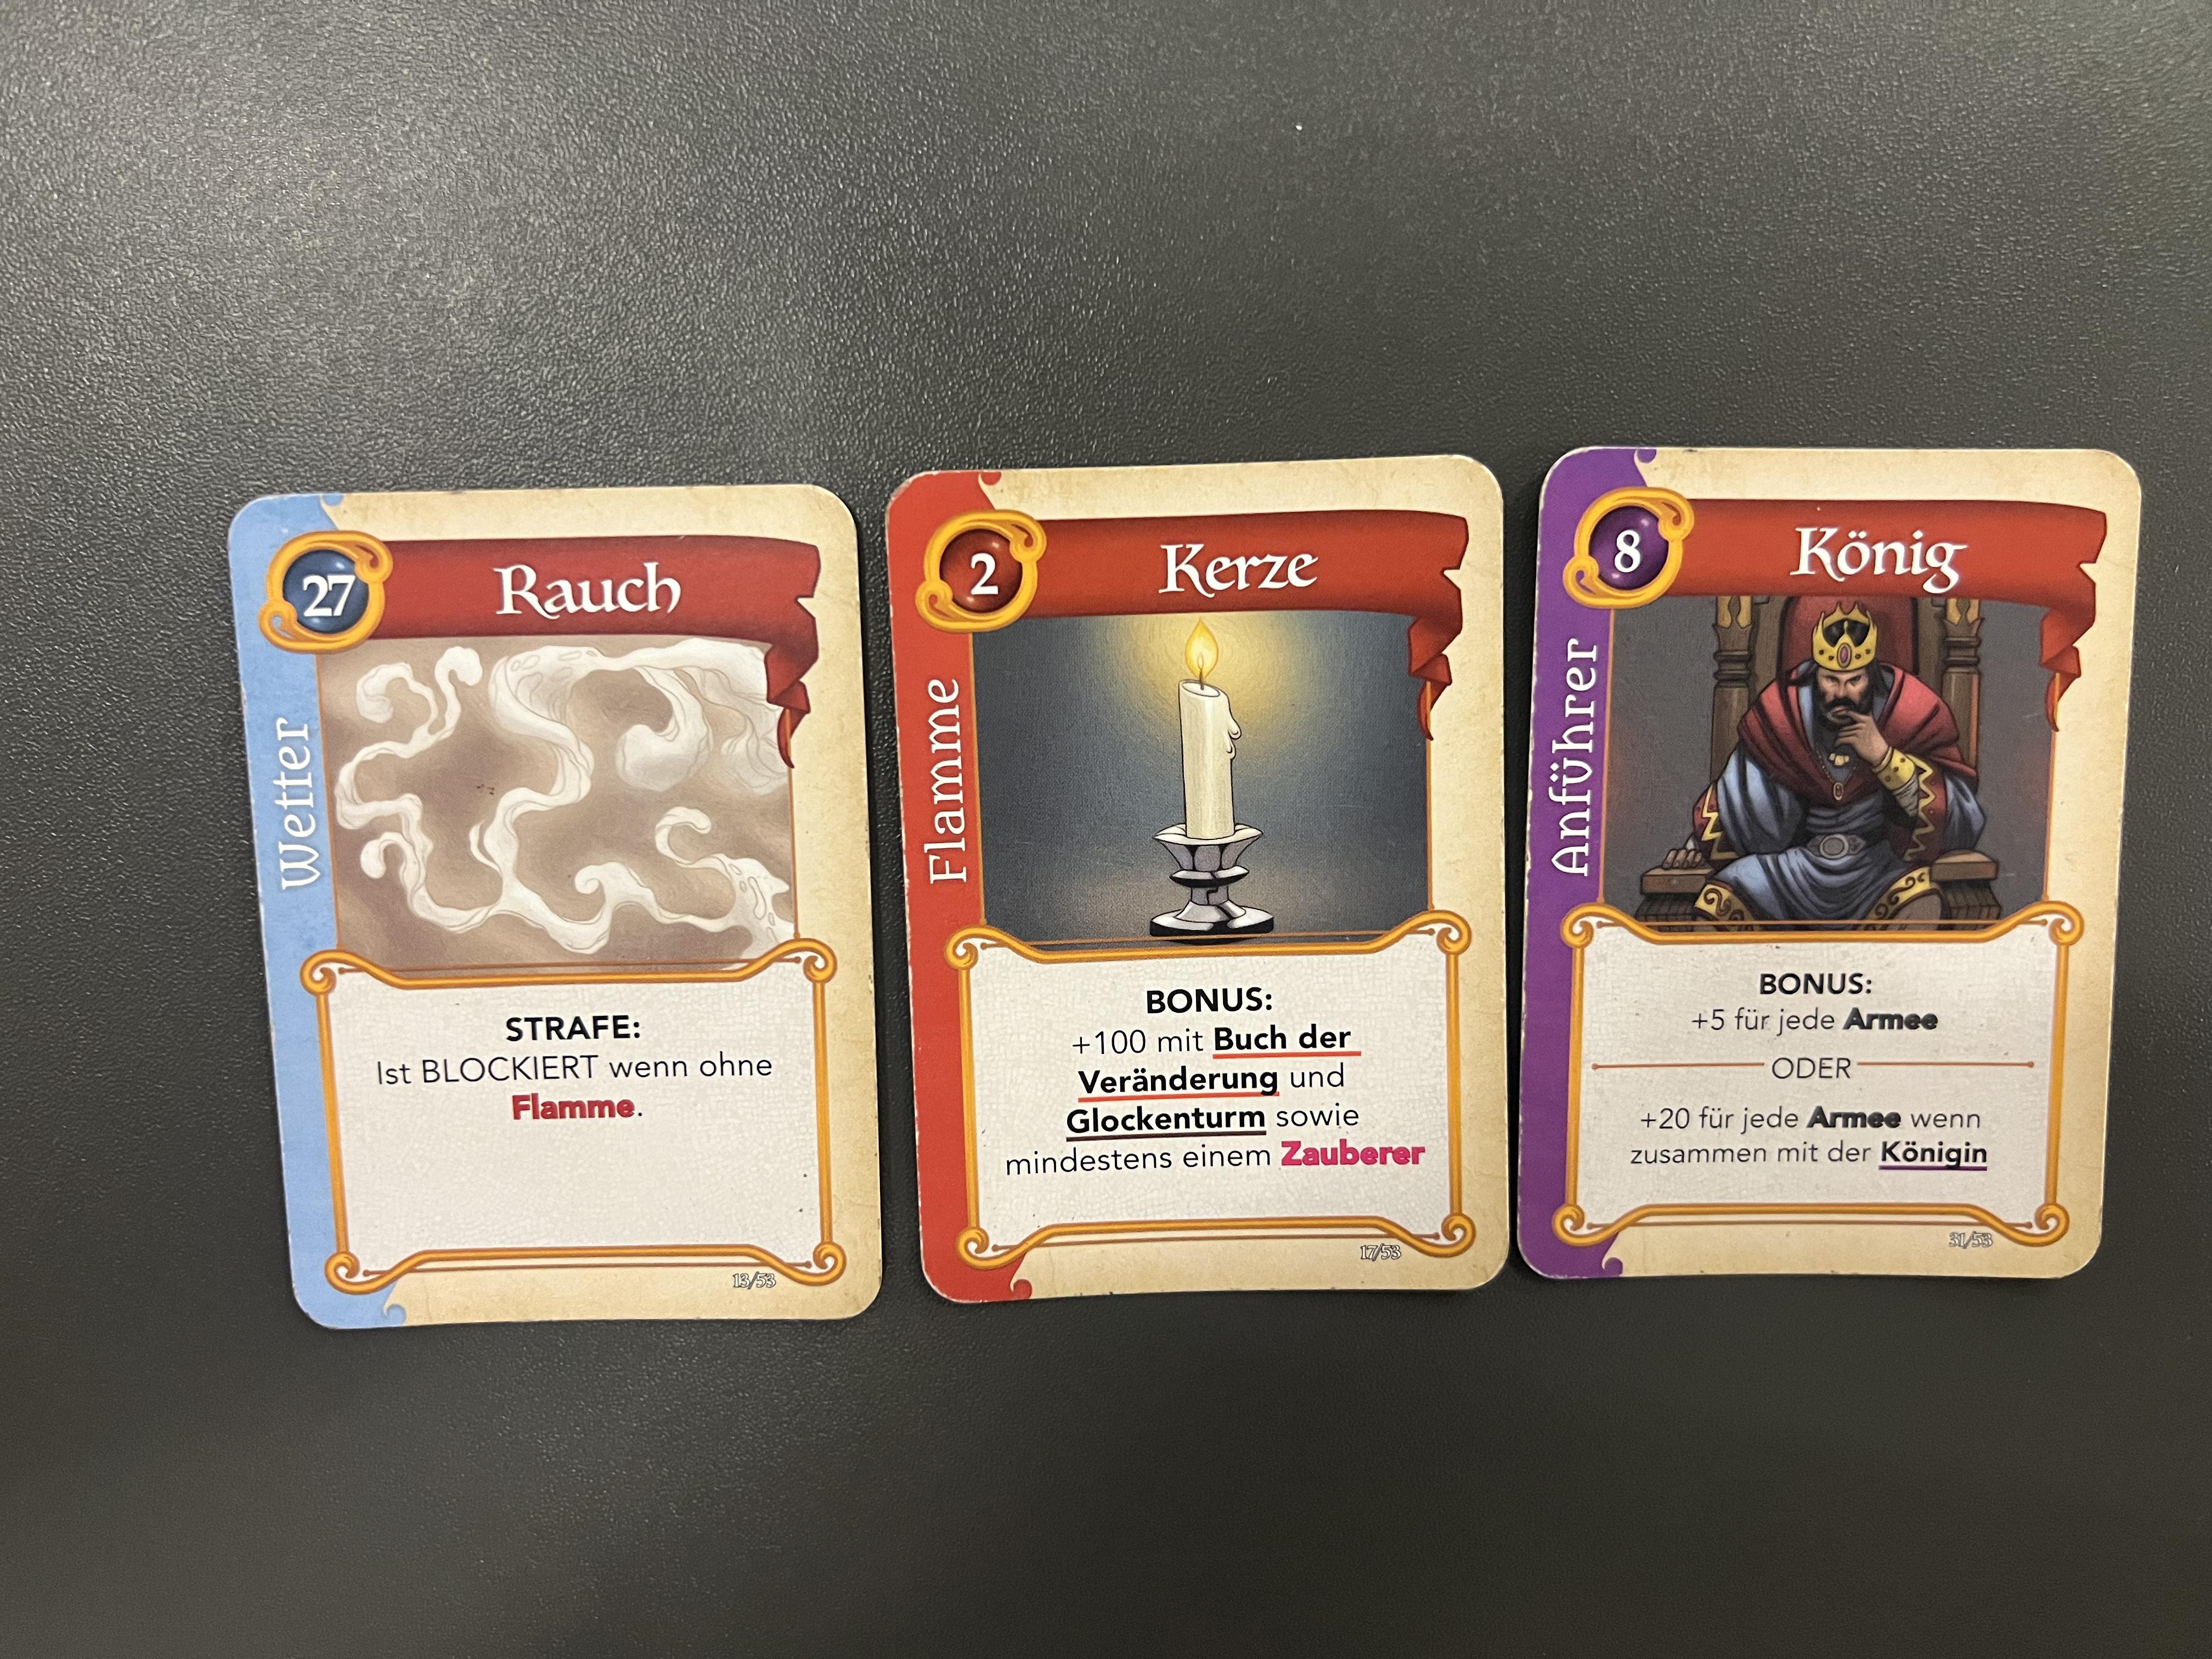 27
Rauch
Wetter
STRAFE:
Ist BLOCKIERT wenn ohne
Flamme.
13/53
2
Kerze
Flamme
BONUS:
+100 mit Buch der
Veränderung und
Glockenturm sowie
mindestens einem Zauberer
17/53
8
König
Anführer
BONUS:
+5 für jede Armee
ODER
+20 für jede Armee wenn
zusammen mit der Königin
31/53